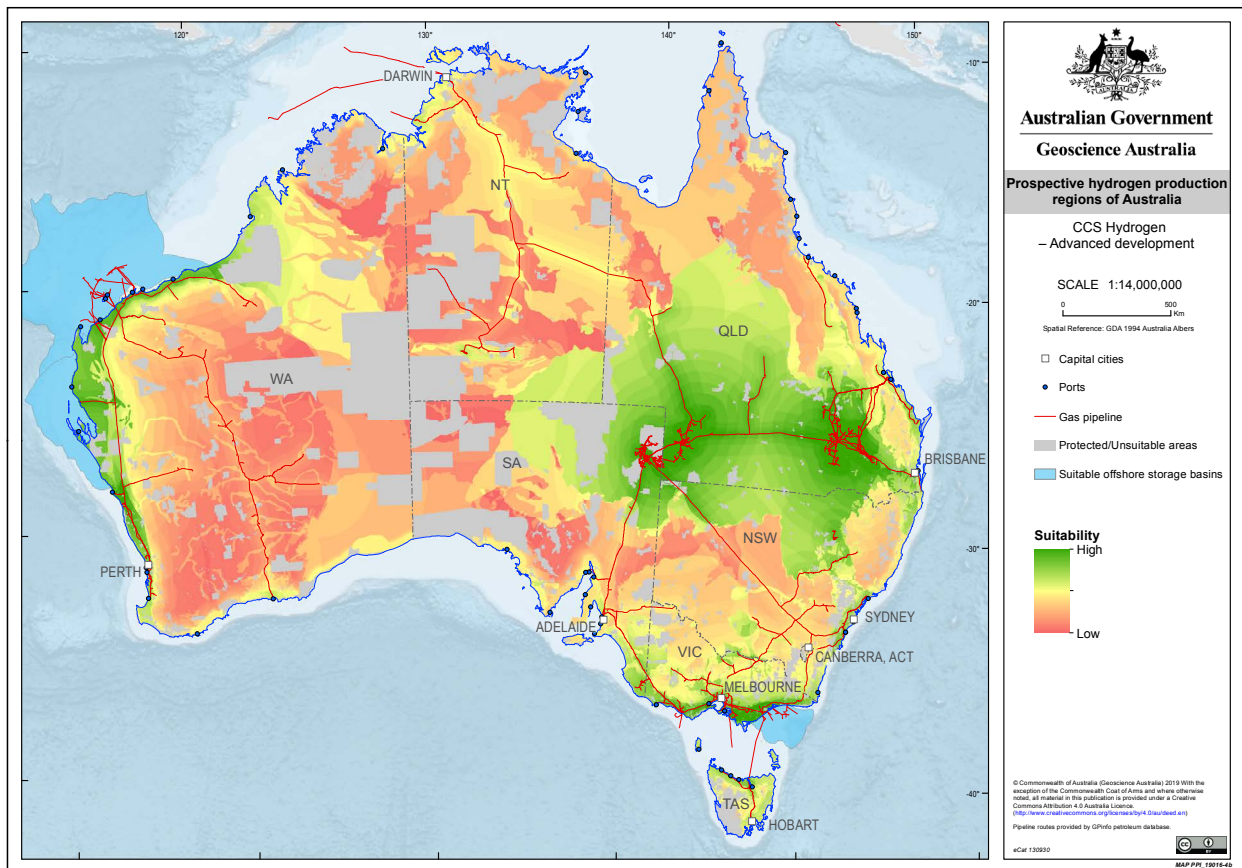 120°
130°
140°
150°
-10°
-20°
-30°
-40°
DARWIN
NT
QLD
WA
SA
BRISBANE
NSW
PERTH
ADELAIDE
SYDNEY
VIC
CANBERRA, ACT
MELBOURNE
TAS
HOBART
Australian Government
Geoscience Australia
Prospective hydrogen production
regions of Australia
CCS Hydrogen
– Advanced development
SCALE 1:14,000,000
0 500
Km
Spatial Reference: GDA 1994 Australia Albers
Capital cities
Ports
Gas pipeline
Protected/Unsuitable areas
Suitable offshore storage basins
Suitability
High
Low
© Commonwealth of Australia (Geoscience Australia) 2019 With the
exception of the Commonwealth Coat of Arms and where otherwise
noted, all material in this publication is provided under a Creative
Commons Attribution 4.0 Australia Licence.
(http://www.creativecommons.org/licenses/by/4.0/au/deed.en)
Pipeline routes provided by GPinfo petroleum database.
eCat 130930
CC BY
MAP PPI_19016-4b